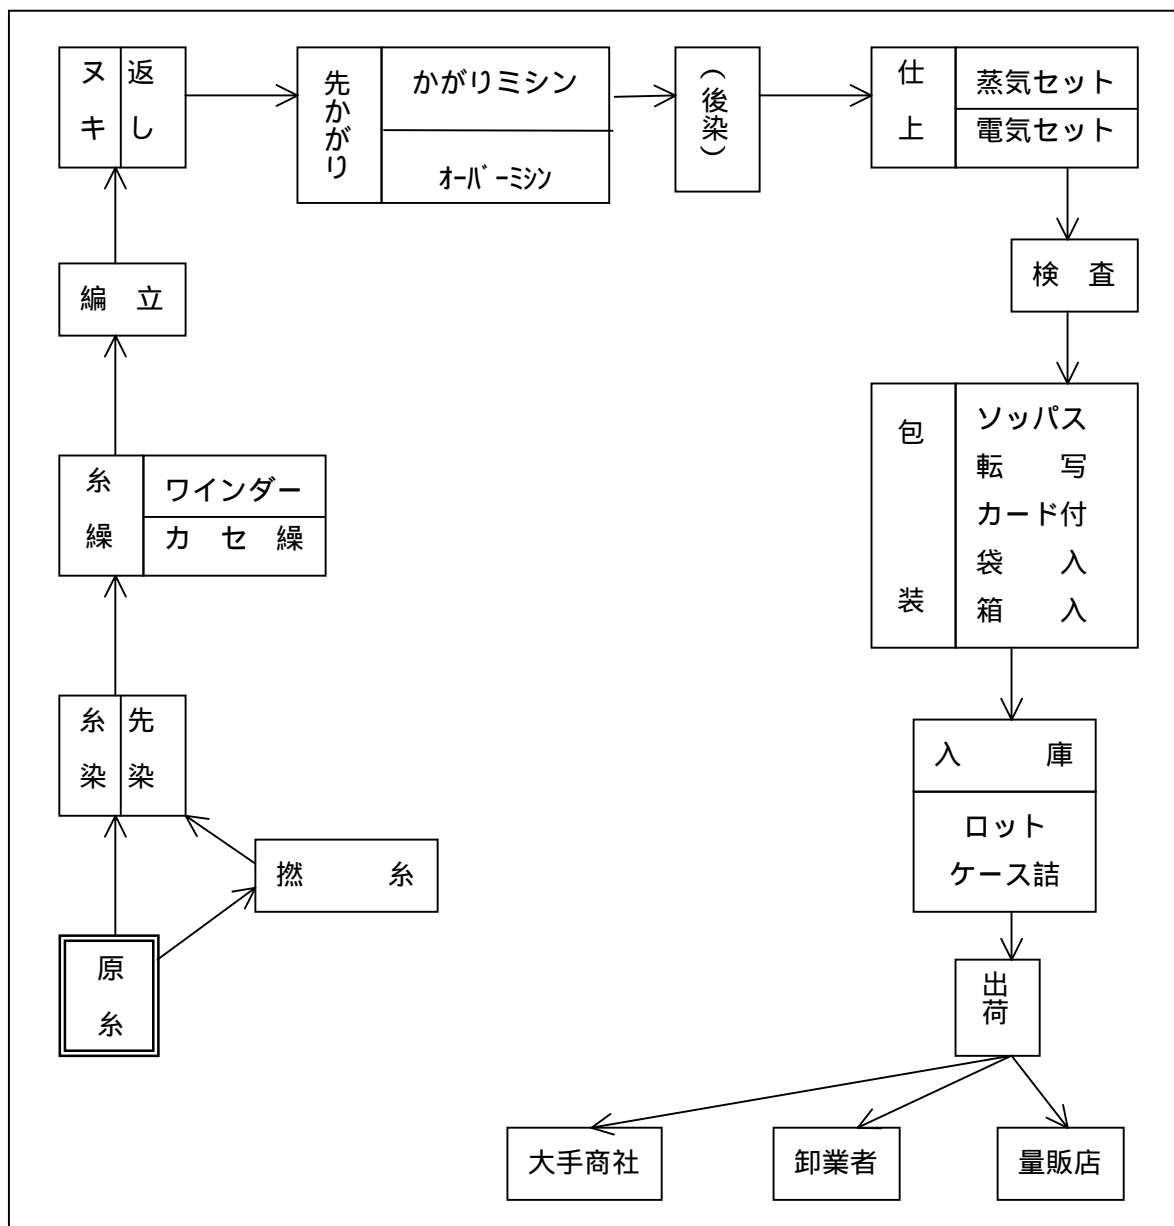 ヌキ
返し
先かがり
かがりミシン
オーバーミシン
(後染)
仕上
蒸気セット
電気セット
検　査
編　立
包装
ソッパス
転　　写
カード付
袋　　入
箱　　入
糸繰
ワインダー
カ　セ　繰
糸染
先染
入　　　庫
ロット
ケース詰
撚　　　糸
原糸
出荷
大手商社
卸業者
量販店